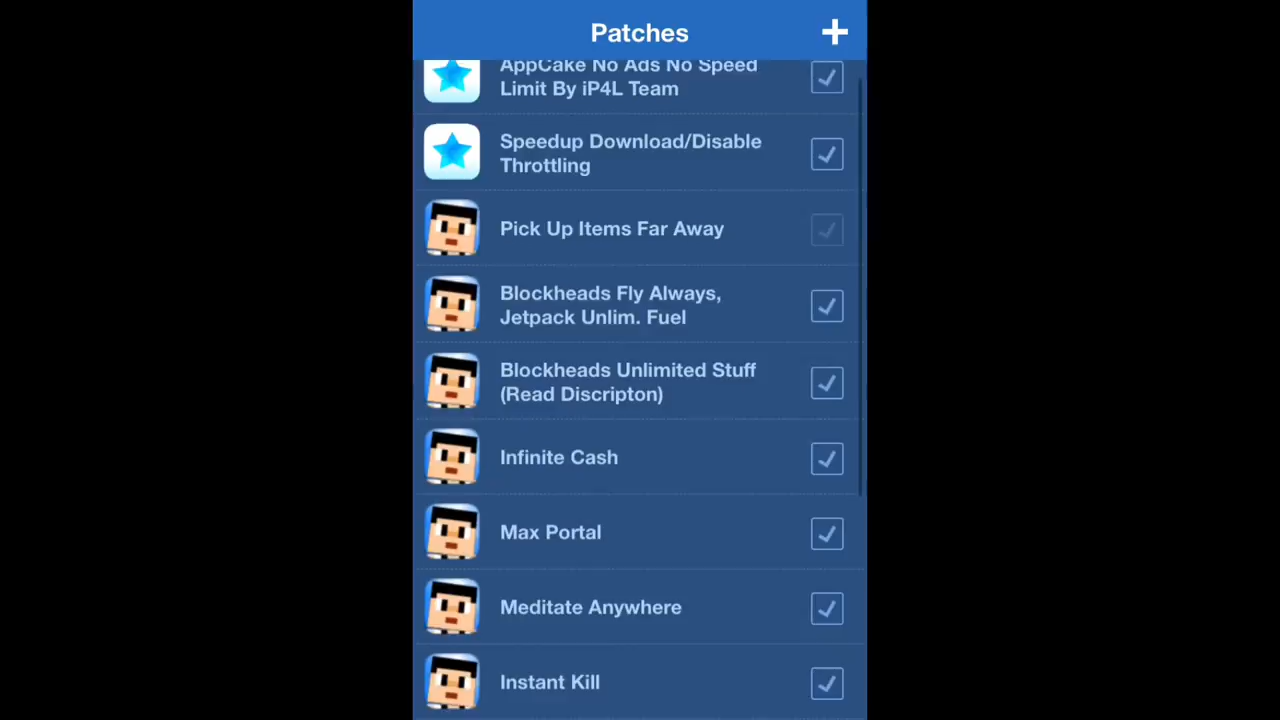 Patches
AppCake No Ads No Speed
Limit By iP4L Team
Speedup Download/Disable
Throttling
Pick Up Items Far Away
Blockheads Fly Always,
Jetpack Unlim. Fuel
Blockheads Unlimited Stuff
(Read Discripton)
Infinite Cash
Max Portal
Meditate Anywhere
Instant Kill